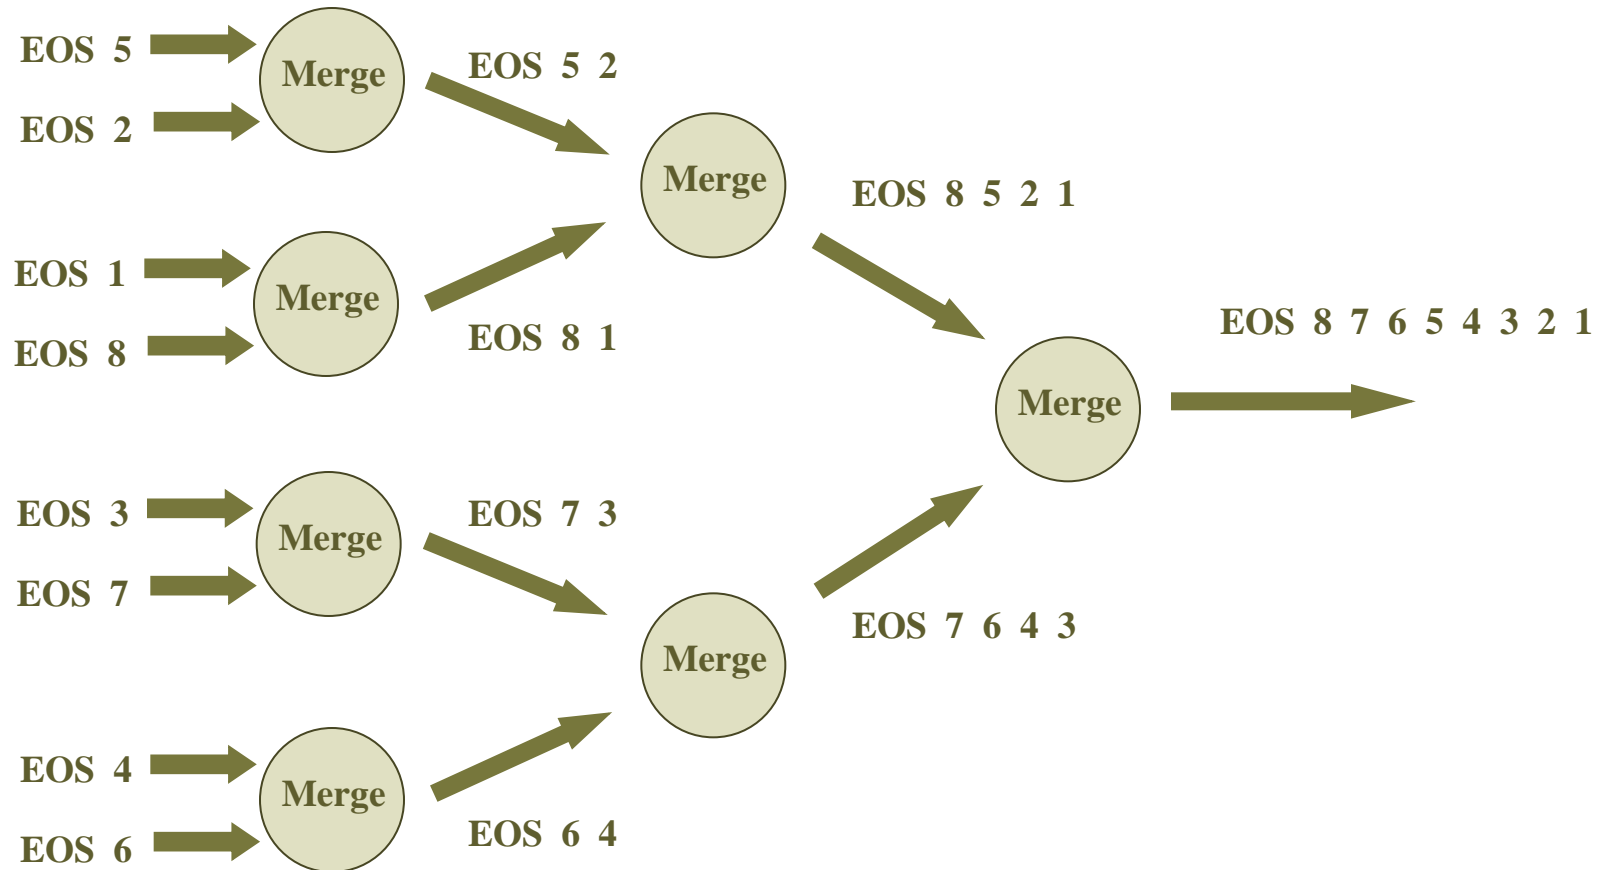 EOS 5
EOS 2
Merge
EOS 5 2
EOS 1
EOS 8
Merge
EOS 8 1
Merge
EOS 8 5 2 1
EOS 3
EOS 7
Merge
EOS 7 3
EOS 4
EOS 6
Merge
EOS 6 4
Merge
EOS 7 6 4 3
Merge
EOS 8 7 6 5 4 3 2 1